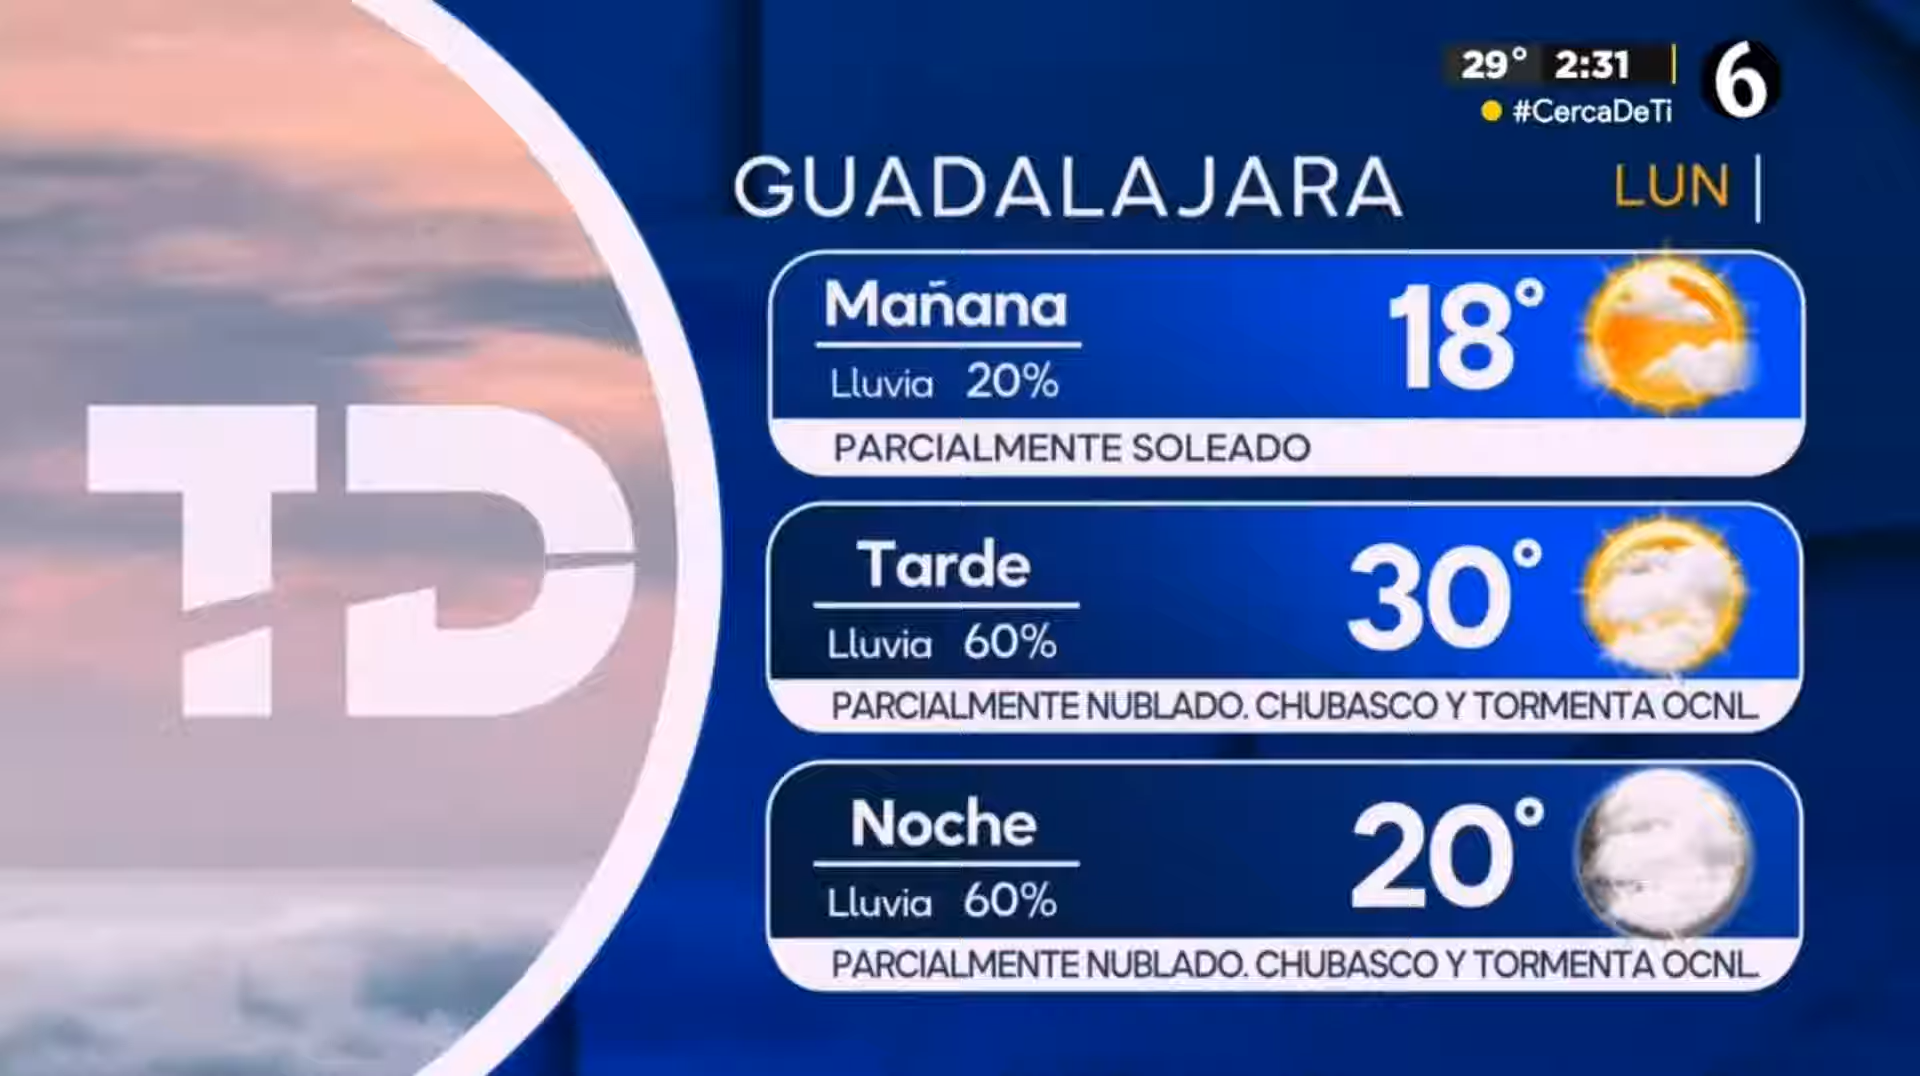 29° 2:31
#CercaDeTi
6
GUADALAJARA LUN
Mañana
18°
Lluvia 20%
PARCIALMENTE SOLEADO
Tarde
30°
Lluvia 60%
PARCIALMENTE NUBLADO. CHUBASCO Y TORMENTA OCNL.
Noche
20°
Lluvia 60%
PARCIALMENTE NUBLADO. CHUBASCO Y TORMENTA OCNL.
TD